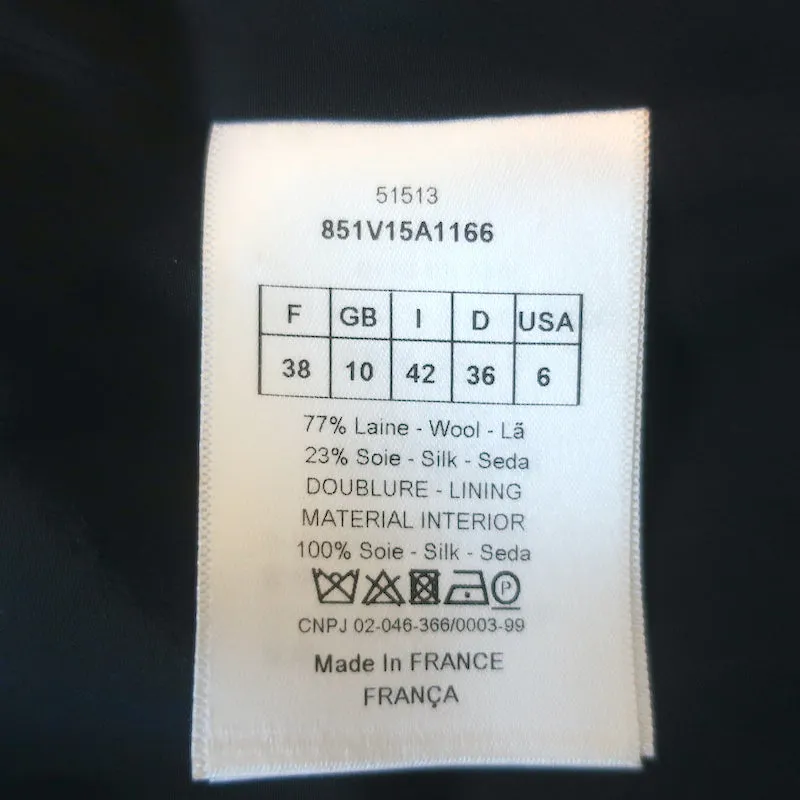 51513
851V15A1166
F GB I D USA
38 10 42 36 6
77% Laine - Wool - Lã
23% Soie - Silk - Seda
DOUBLURE - LINING
MATERIAL INTERIOR
100% Soie - Silk - Seda
P
CNPJ 02-046-366/0003-99
Made In FRANCE
FRANÇA